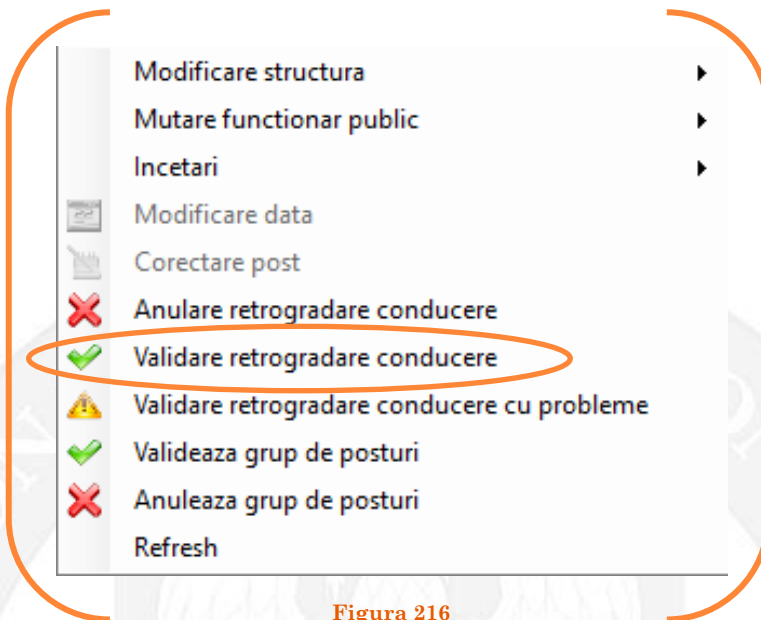 Modificare structura
Mutare functionar public
Incetari
Modificare data
Corectare post
Anulare retrogradare conducere
Validare retrogradare conducere
Validare retrogradare conducere cu probleme
Valideaza grup de posturi
Anuleaza grup de posturi
Refresh
Figura 216